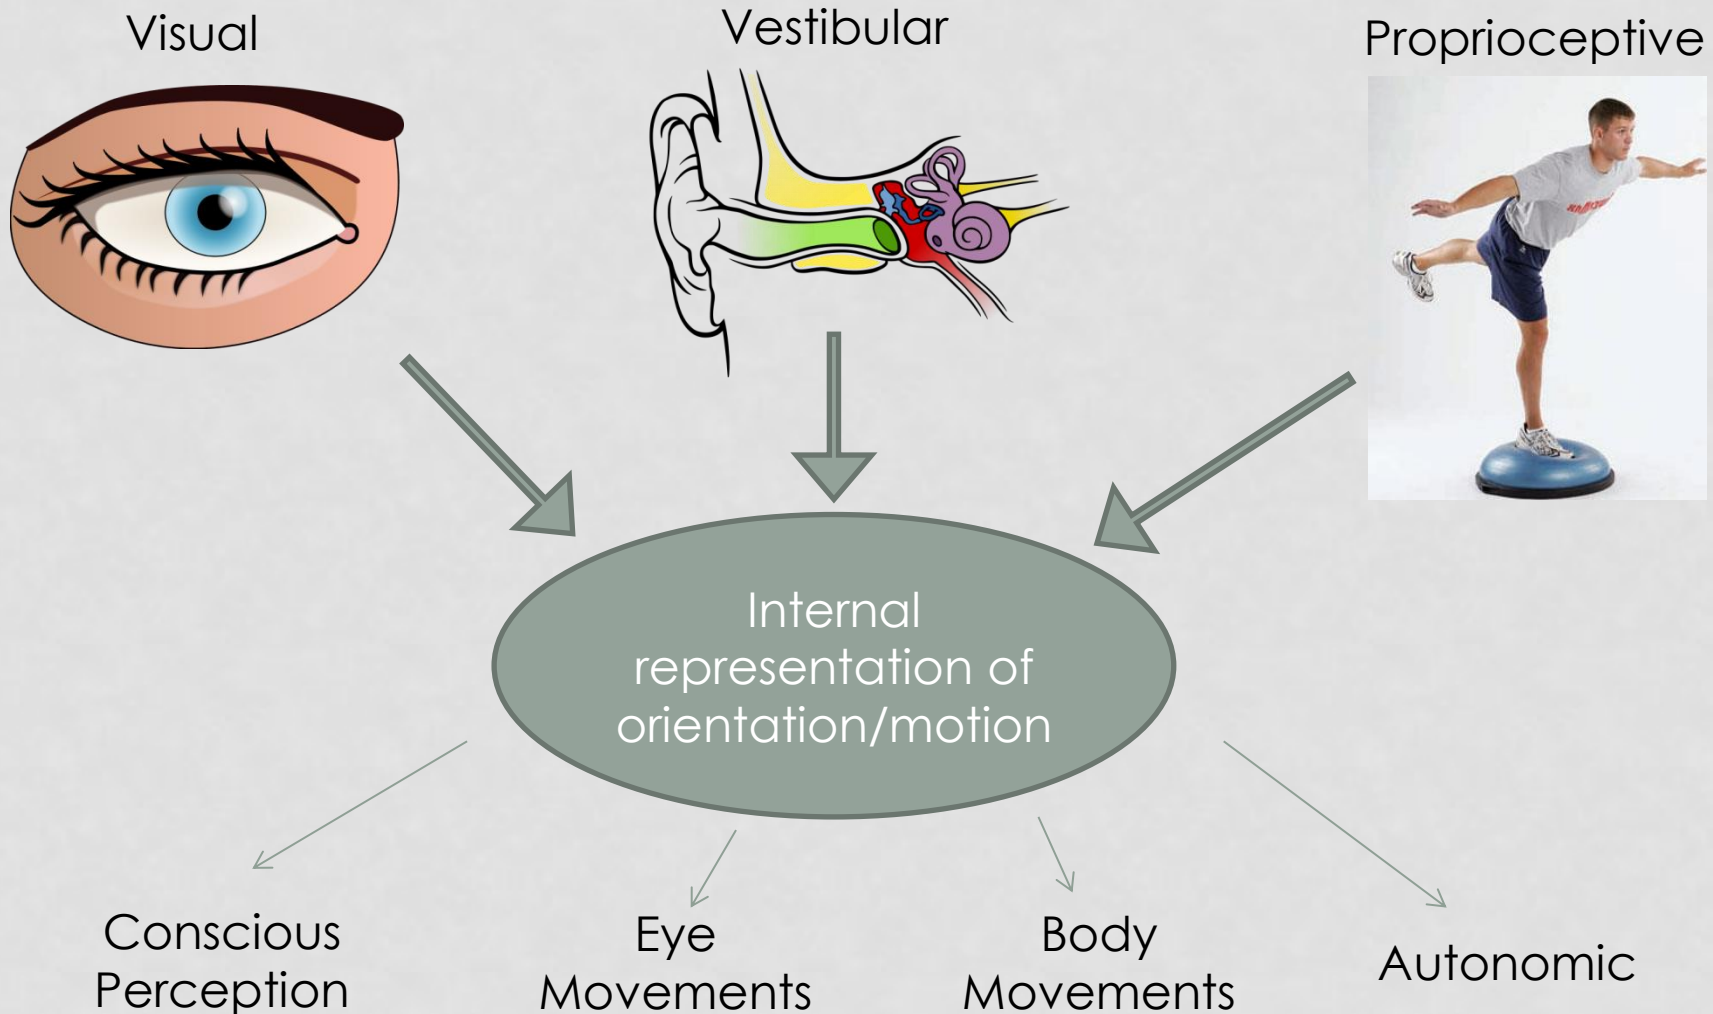 Visual
Vestibular
Proprioceptive
Internal
representation of
orientation/motion
Conscious
Perception
Eye
Movements
Body
Movements
Autonomic